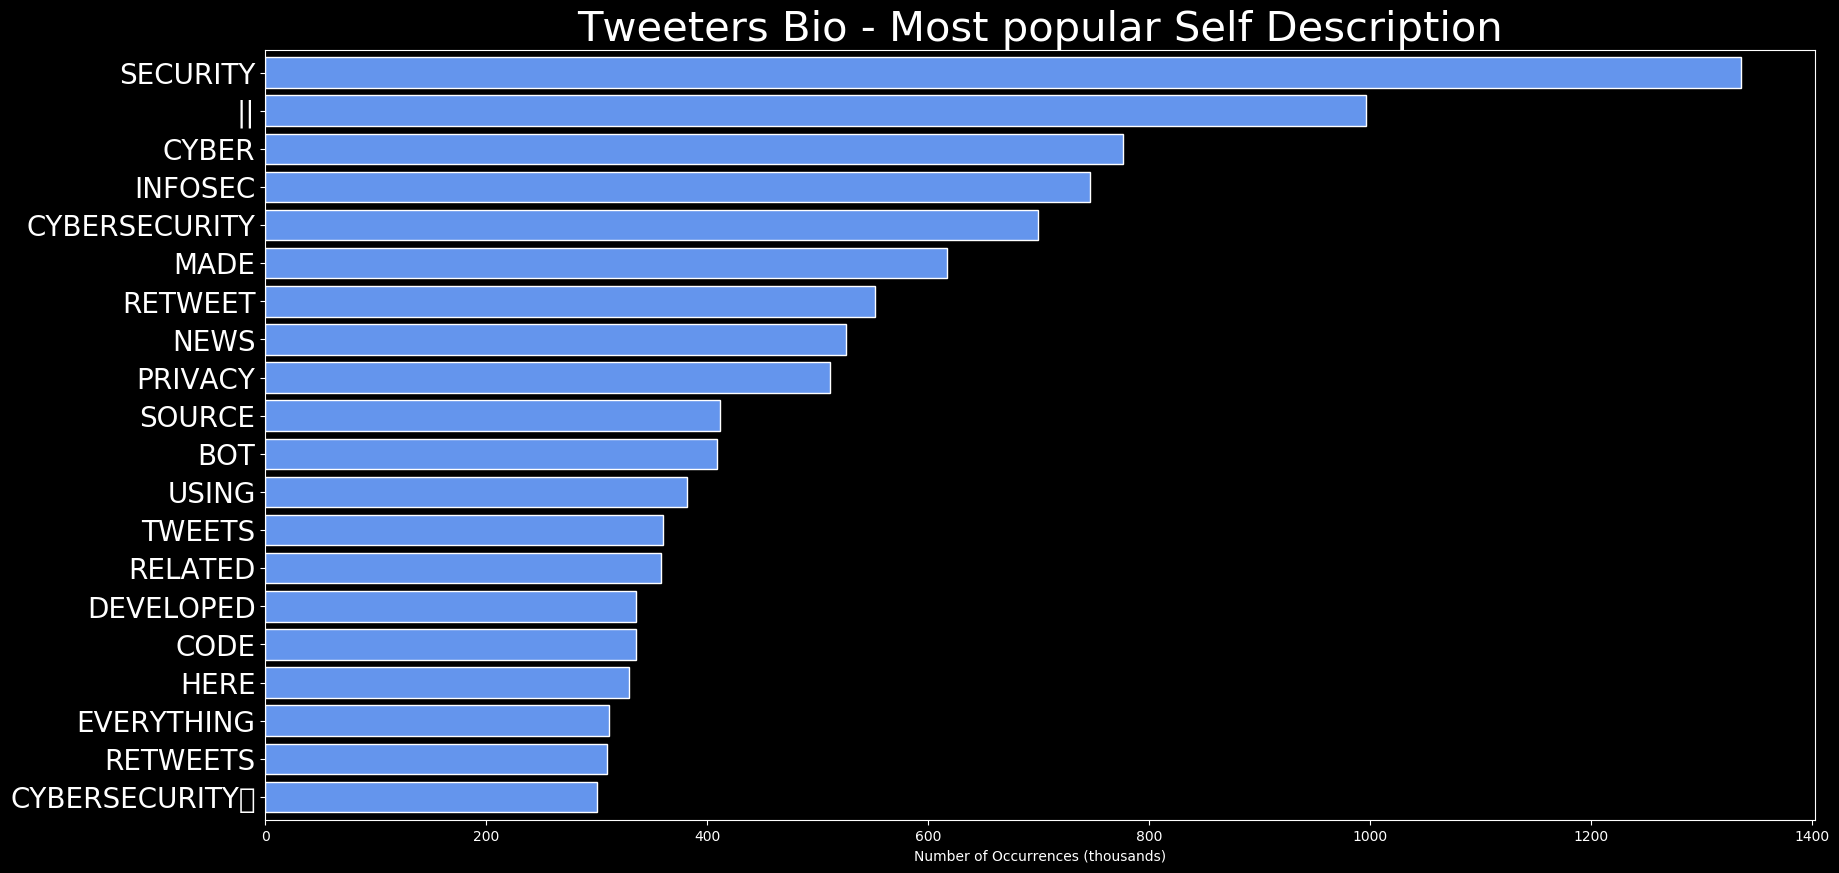 Tweeters Bio - Most popular Self Description
SECURITY
||
CYBER
INFOSEC
CYBERSECURITY
MADE
RETWEET
NEWS
PRIVACY
SOURCE
BOT
USING
TWEETS
RELATED
DEVELOPED
CODE
HERE
EVERYTHING
RETWEETS
CYBERSECURITY▯
0 200 400 600 800 1000 1200 1400
Number of Occurrences (thousands)